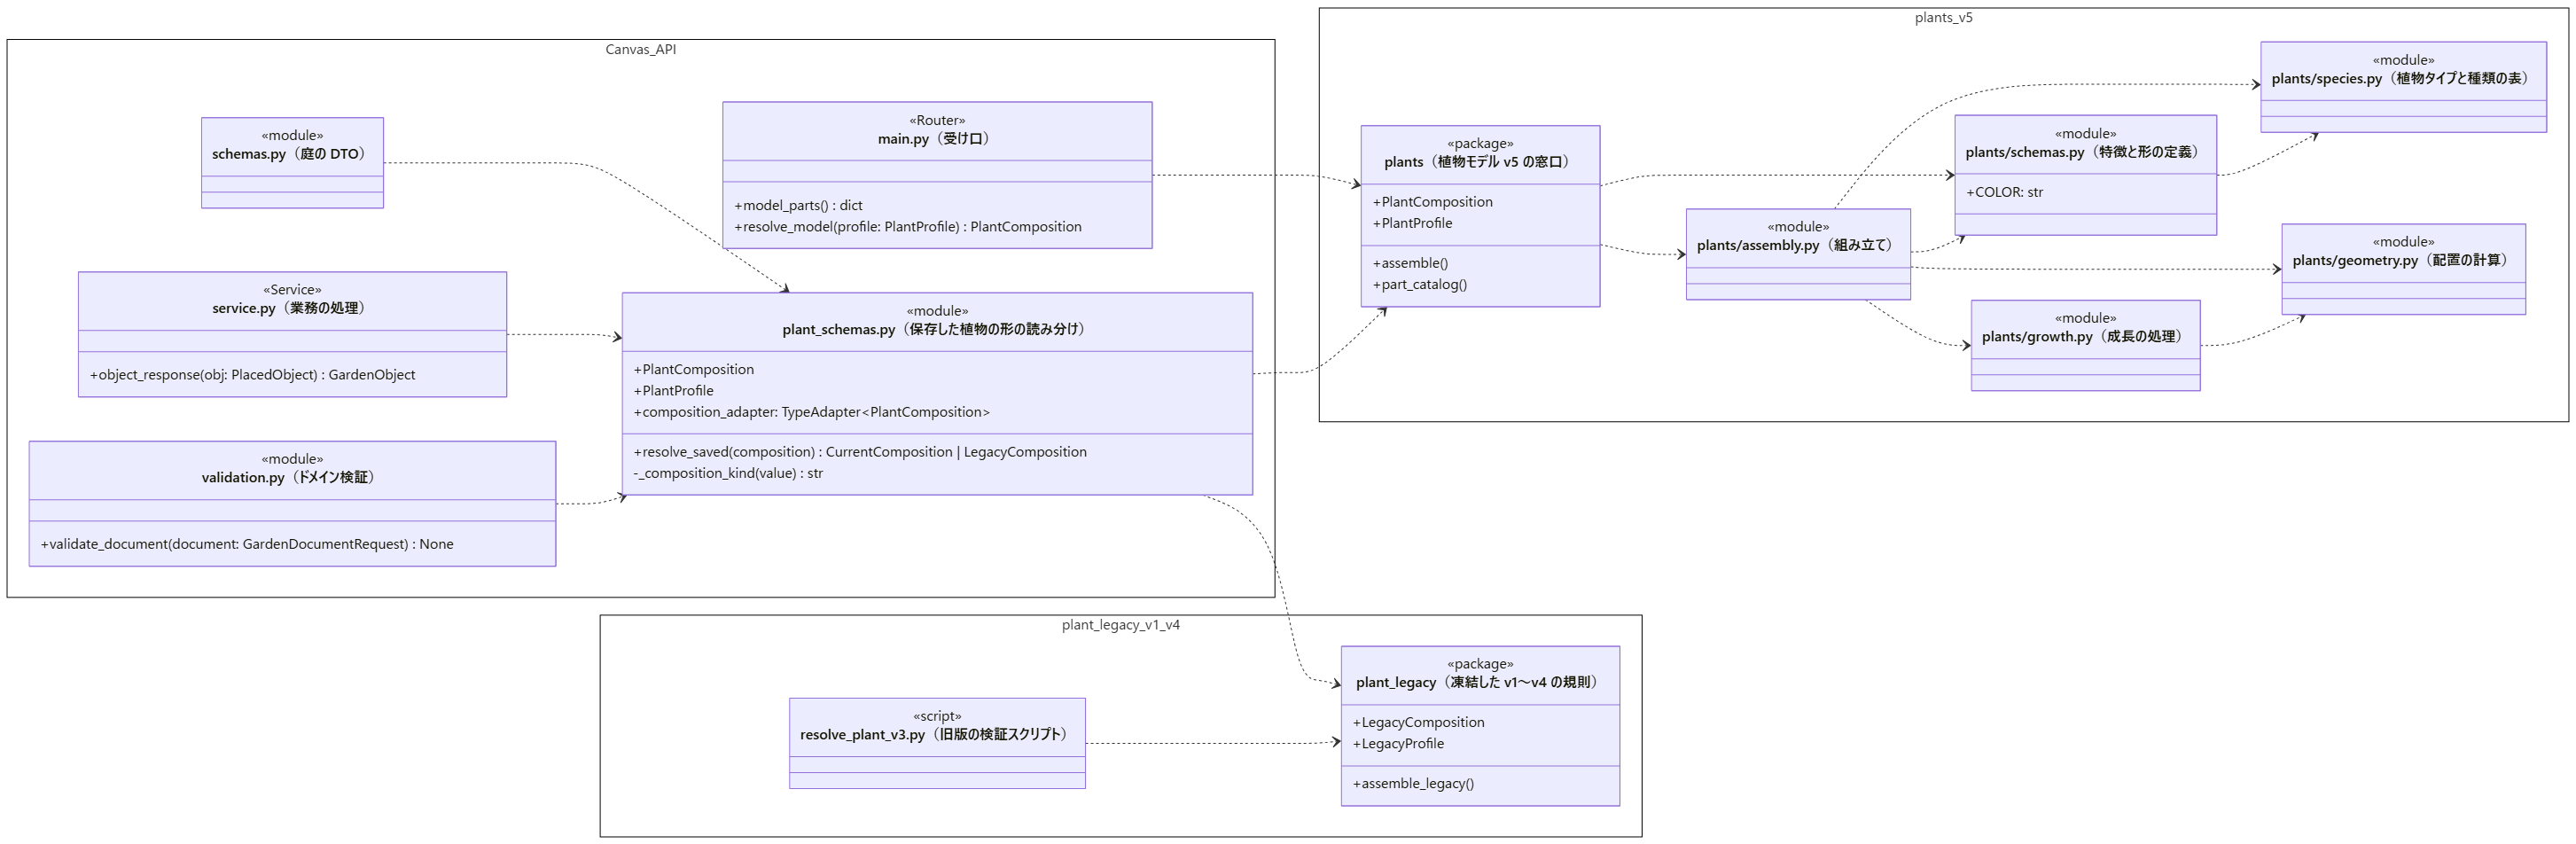 Canvas_API
«module»
schemas.py（庭の DTO）
«Router»
main.py（受け口）
+model_parts() : dict
+resolve_model(profile: PlantProfile) : PlantComposition
«Service»
service.py（業務の処理）
+object_response(obj: PlacedObject) : GardenObject
«module»
plant_schemas.py（保存した植物の形の読み分け）
+PlantComposition
+PlantProfile
+composition_adapter: TypeAdapter<PlantComposition>
+resolve_saved(composition) : CurrentComposition | LegacyComposition
-_composition_kind(value) : str
«module»
validation.py（ドメイン検証）
+validate_document(document: GardenDocumentRequest) : None
plants_v5
«package»
plants（植物モデル v5 の窓口）
+PlantComposition
+PlantProfile
+assemble()
+part_catalog()
«module»
plants/assembly.py（組み立て）
«module»
plants/species.py（植物タイプと種類の表）
«module»
plants/schemas.py（特徴と形の定義）
+COLOR: str
«module»
plants/geometry.py（配置の計算）
«module»
plants/growth.py（成長の処理）
plant_legacy_v1_v4
«script»
resolve_plant_v3.py（旧版の検証スクリプト）
«package»
plant_legacy（凍結した v1～v4 の規則）
+LegacyComposition
+LegacyProfile
+assemble_legacy()